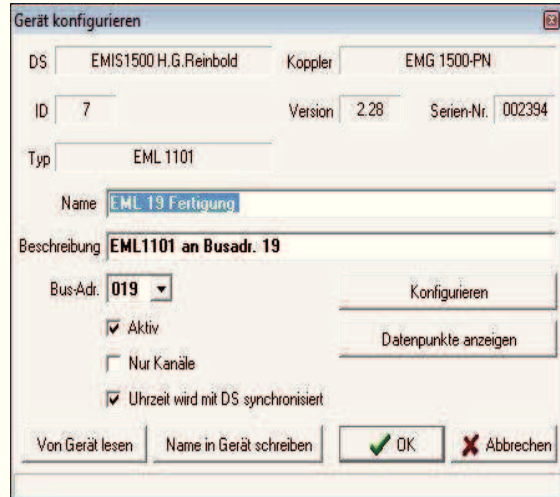 Gerät konfigurieren
DS EMIS1500 H.G.Reinbold Koppler EMG 1500-PN
ID 7 Version 2.28 Serien-Nr. 002394
Typ EML 1101
Name EML 19 Fertigung
Beschreibung EML1101 an Busadr. 19
Bus-Adr. 019 Konfigurieren
Aktiv
Datenpunkte anzeigen
Nur Kanäle
Uhrzeit wird mit DS synchronisiert
Von Gerät lesen Name in Gerät schreiben OK Abbrechen